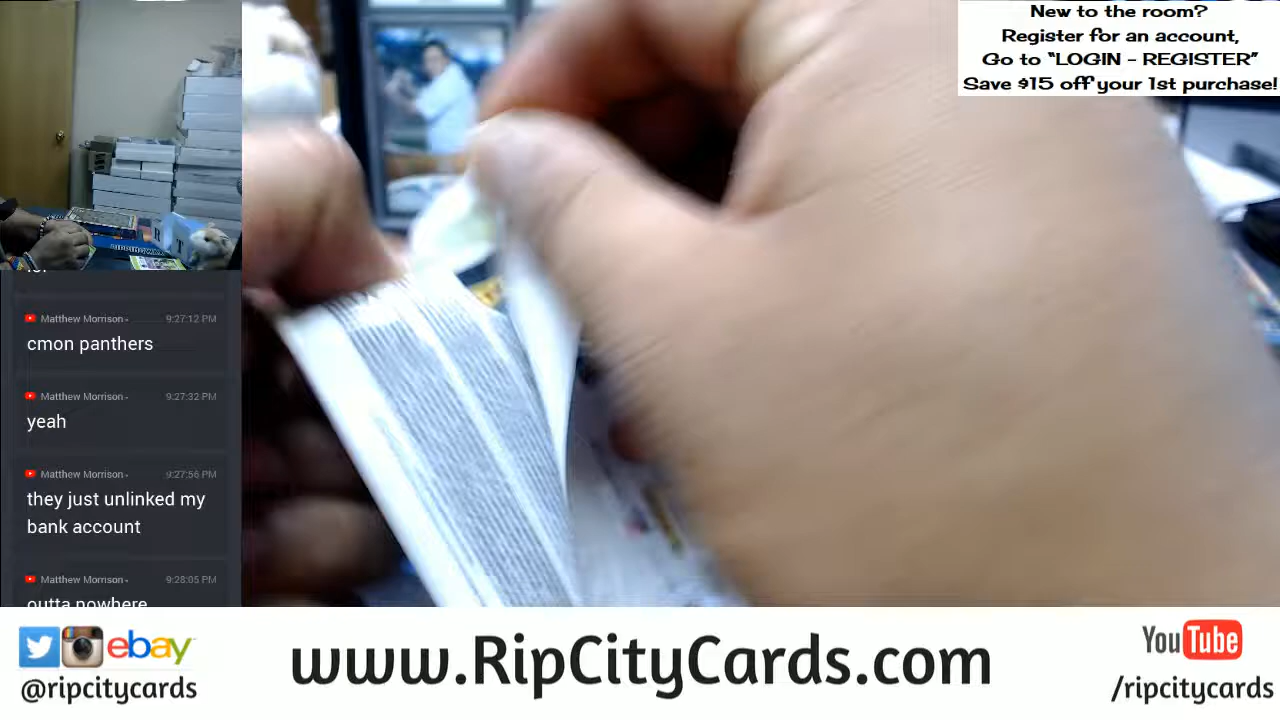 New to the room?
Register for an account,
Go to “LOGIN - REGISTER”
Save $15 off your 1st purchase!
Matthew Morrison
9:27:12 PM
cmon panthers
Matthew Morrison
9:27:32 PM
yeah
Matthew Morrison
9:27:56 PM
they just unlinked my
bank account
Matthew Morrison
9:28:05 PM
outta nowhere
ebay
@ripcitycards
www.RipCityCards.com
YouTube
/ripcitycards